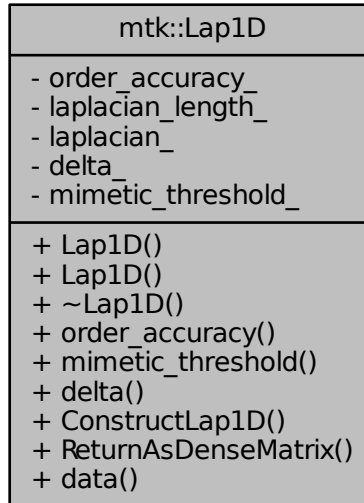 mtk::Lap1D
- order_accuracy_
- laplacian_length_
- laplacian_
- delta_
- mimetic_threshold_
+ Lap1D()
+ Lap1D()
+ ~Lap1D()
+ order_accuracy()
+ mimetic_threshold()
+ delta()
+ ConstructLap1D()
+ ReturnAsDenseMatrix()
+ data()